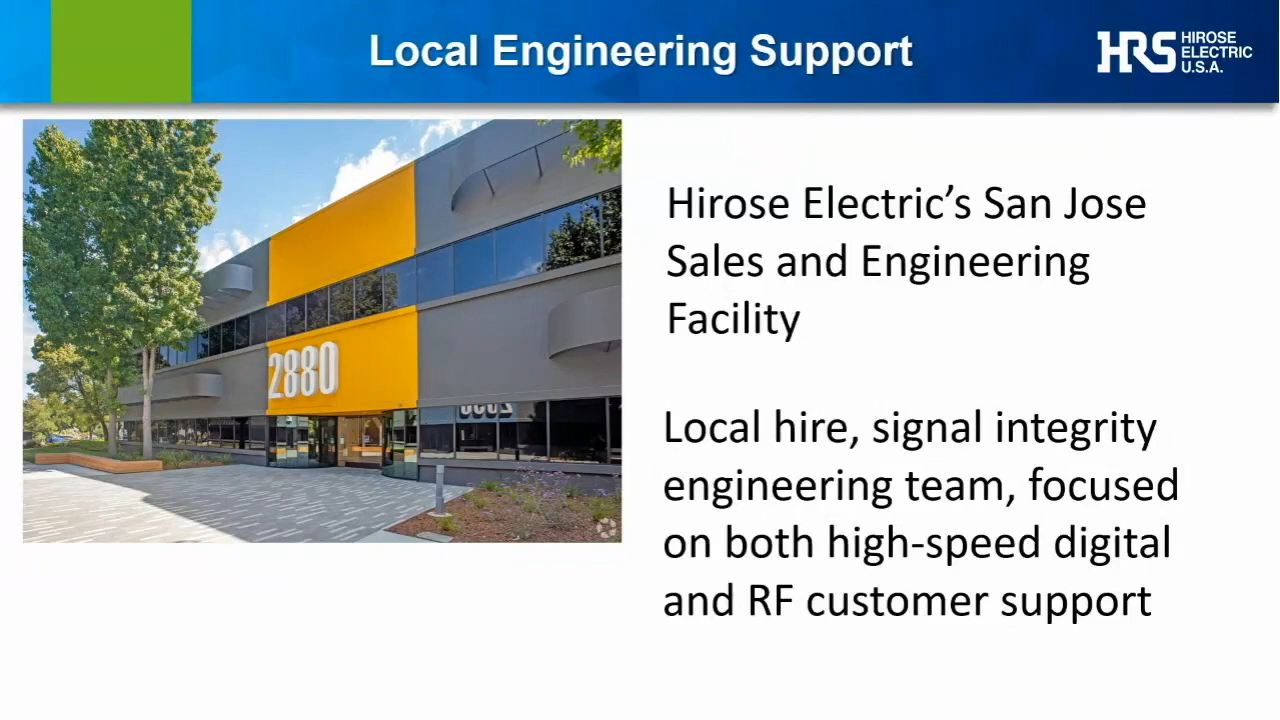 Local Engineering Support
HRS HIROSE
ELECTRIC
U.S.A.
2880
Hirose Electric’s San Jose
Sales and Engineering
Facility
Local hire, signal integrity
engineering team, focused
on both high-speed digital
and RF customer support